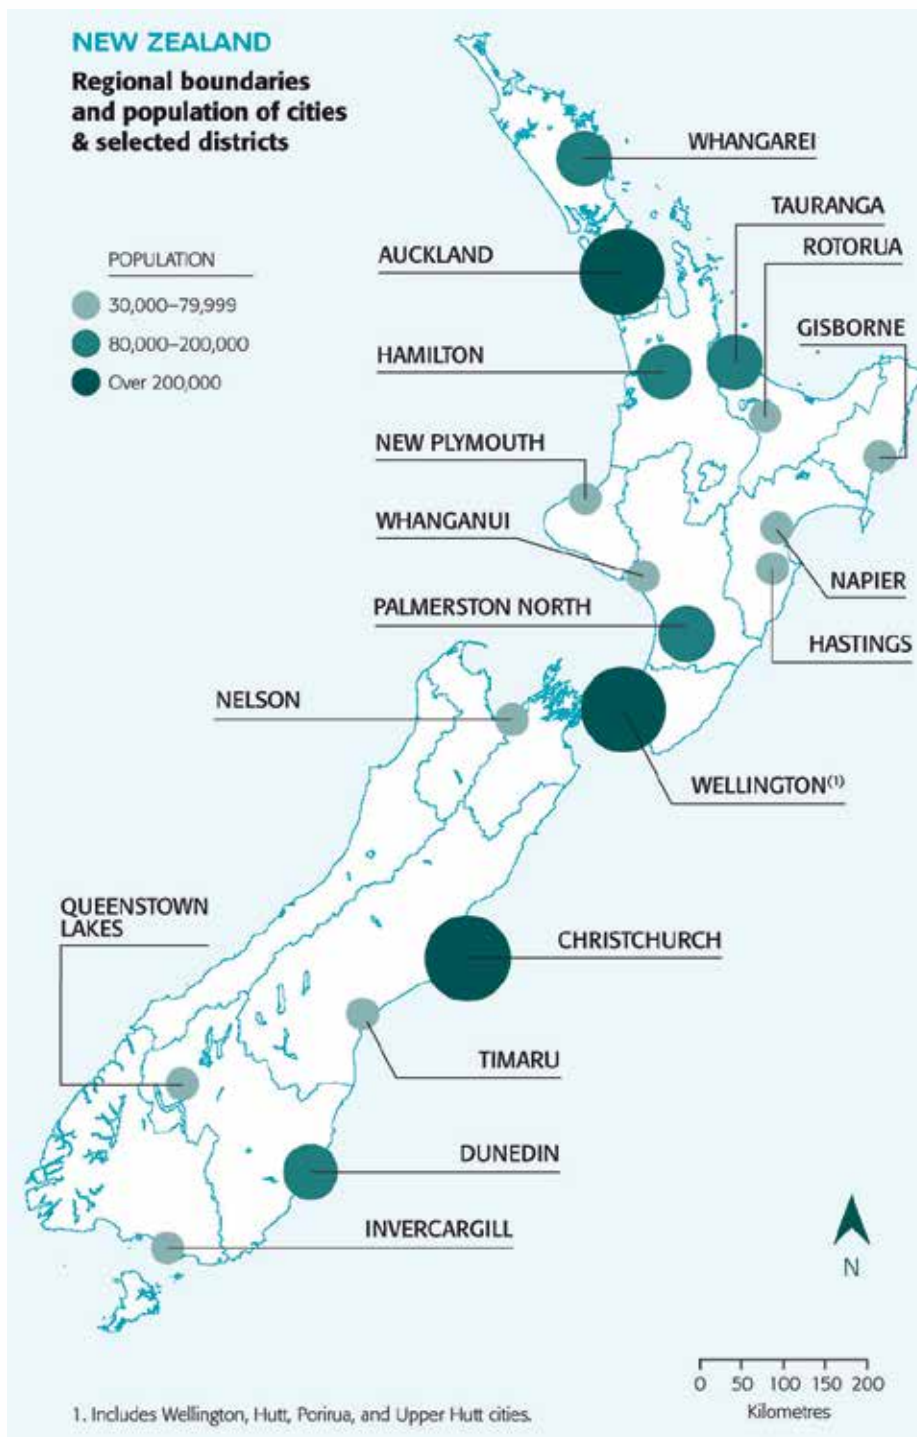 NEW ZEALAND
Regional boundaries
and population of cities
& selected districts
POPULATION
30,000–79,999
80,000–200,000
Over 200,000
WHANGAREI
TAURANGA
AUCKLAND
ROTORUA
GISBORNE
HAMILTON
NEW PLYMOUTH
WHANGANUI
NAPIER
PALMERSTON NORTH
HASTINGS
NELSON
WELLINGTON(1)
QUEENSTOWN
LAKES
CHRISTCHURCH
TIMARU
DUNEDIN
INVERCARGILL
N
0 50 100 150 200
Kilometres
1. Includes Wellington, Hutt, Porirua, and Upper Hutt cities.